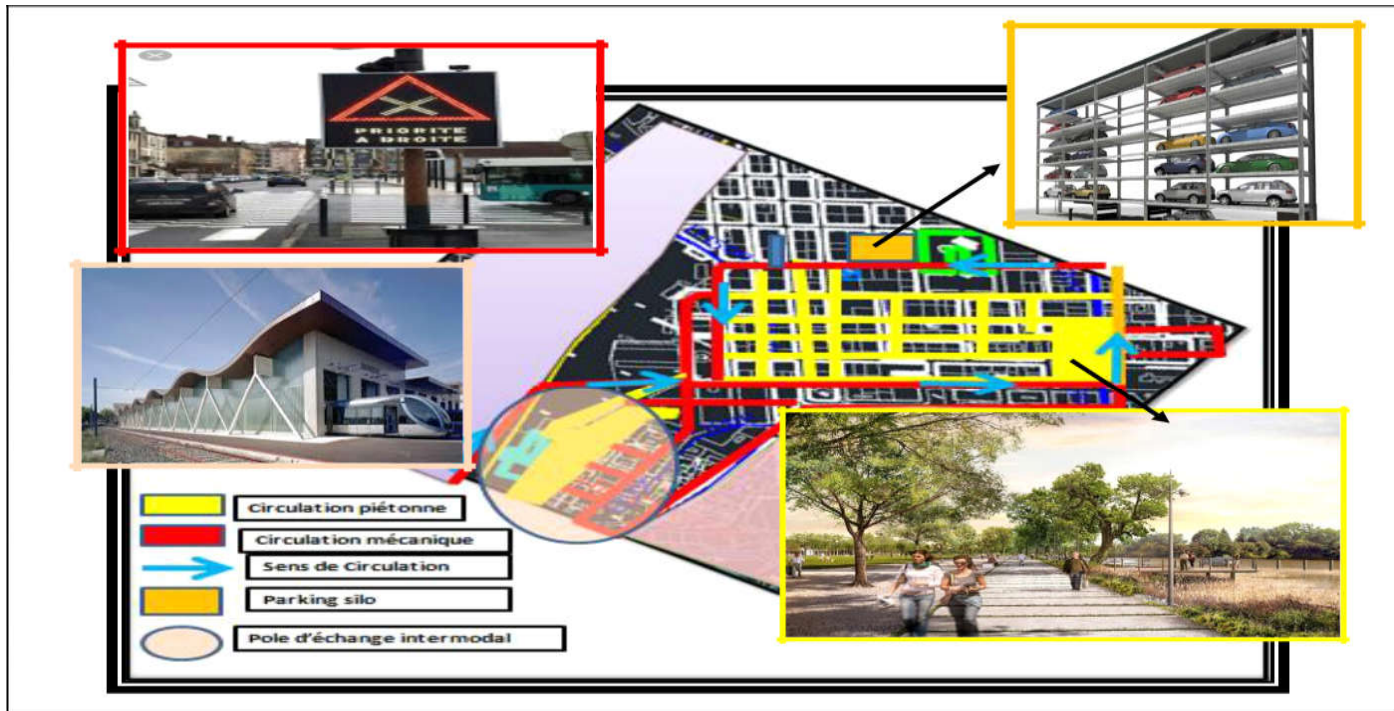 PRIORITE
A DROITE
Circulation piétonne
Circulation mécanique
Sens de Circulation
Parking silo
Pole d'échange intermodal